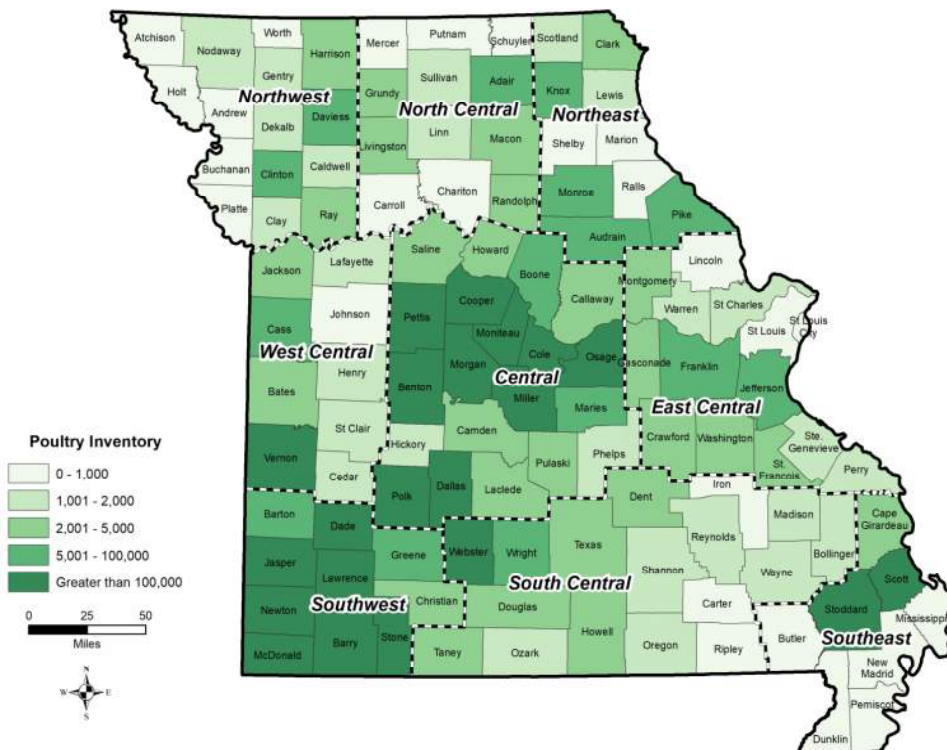 Atchison
Nodaway
Worth
Harrison
Mercer
Putnam
Schuyler
Scotland
Clark
Holt
Gentry
Northwest
Grundy
Sullivan
Adair
Knox
Lewis
Andrew
Dekalb
Daviess
North Central
Northeast
Livingston
Linn
Macon
Shelby
Marion
Buchanan
Clinton
Caldwell
Carroll
Chariton
Randolph
Monroe
Ralls
Platte
Clay
Ray
Pike
Audrain
Jackson
Lafayette
Saline
Howard
Boone
Callaway
Montgomery
Lincoln
Warren
St Charles
Cass
Johnson
Pettis
Cooper
Moniteau
Cole
Osage
Gasconade
Franklin
St Louis
St Louis
City
West Central
Henry
Benton
Morgan
Central
Miller
Maries
Jefferson
East Central
Bates
St Clair
Hickory
Camden
Pulaski
Phelps
Crawford
Washington
Ste.
Genevieve
St.
Francois
Perry
Vernon
Cedar
Polk
Dallas
Laclede
Dent
Iron
Madison
Cape
Girardeau
Barton
Dade
Greene
Webster
Wright
Texas
Reynolds
Bollinger
Jasper
Lawrence
South Central
Shannon
Wayne
Scott
Stoddard
Newton
Southwest
Christian
Douglas
Howell
Carter
Butler
Southeast
Mississippi
McDonald
Barry
Stone
Taney
Ozark
Oregon
Ripley
New
Madrid
Pemiscot
Dunklin
Poultry Inventory
0 - 1,000
1,001 - 2,000
2,001 - 5,000
5,001 - 100,000
Greater than 100,000
0 25 50
Miles
N
W E
S